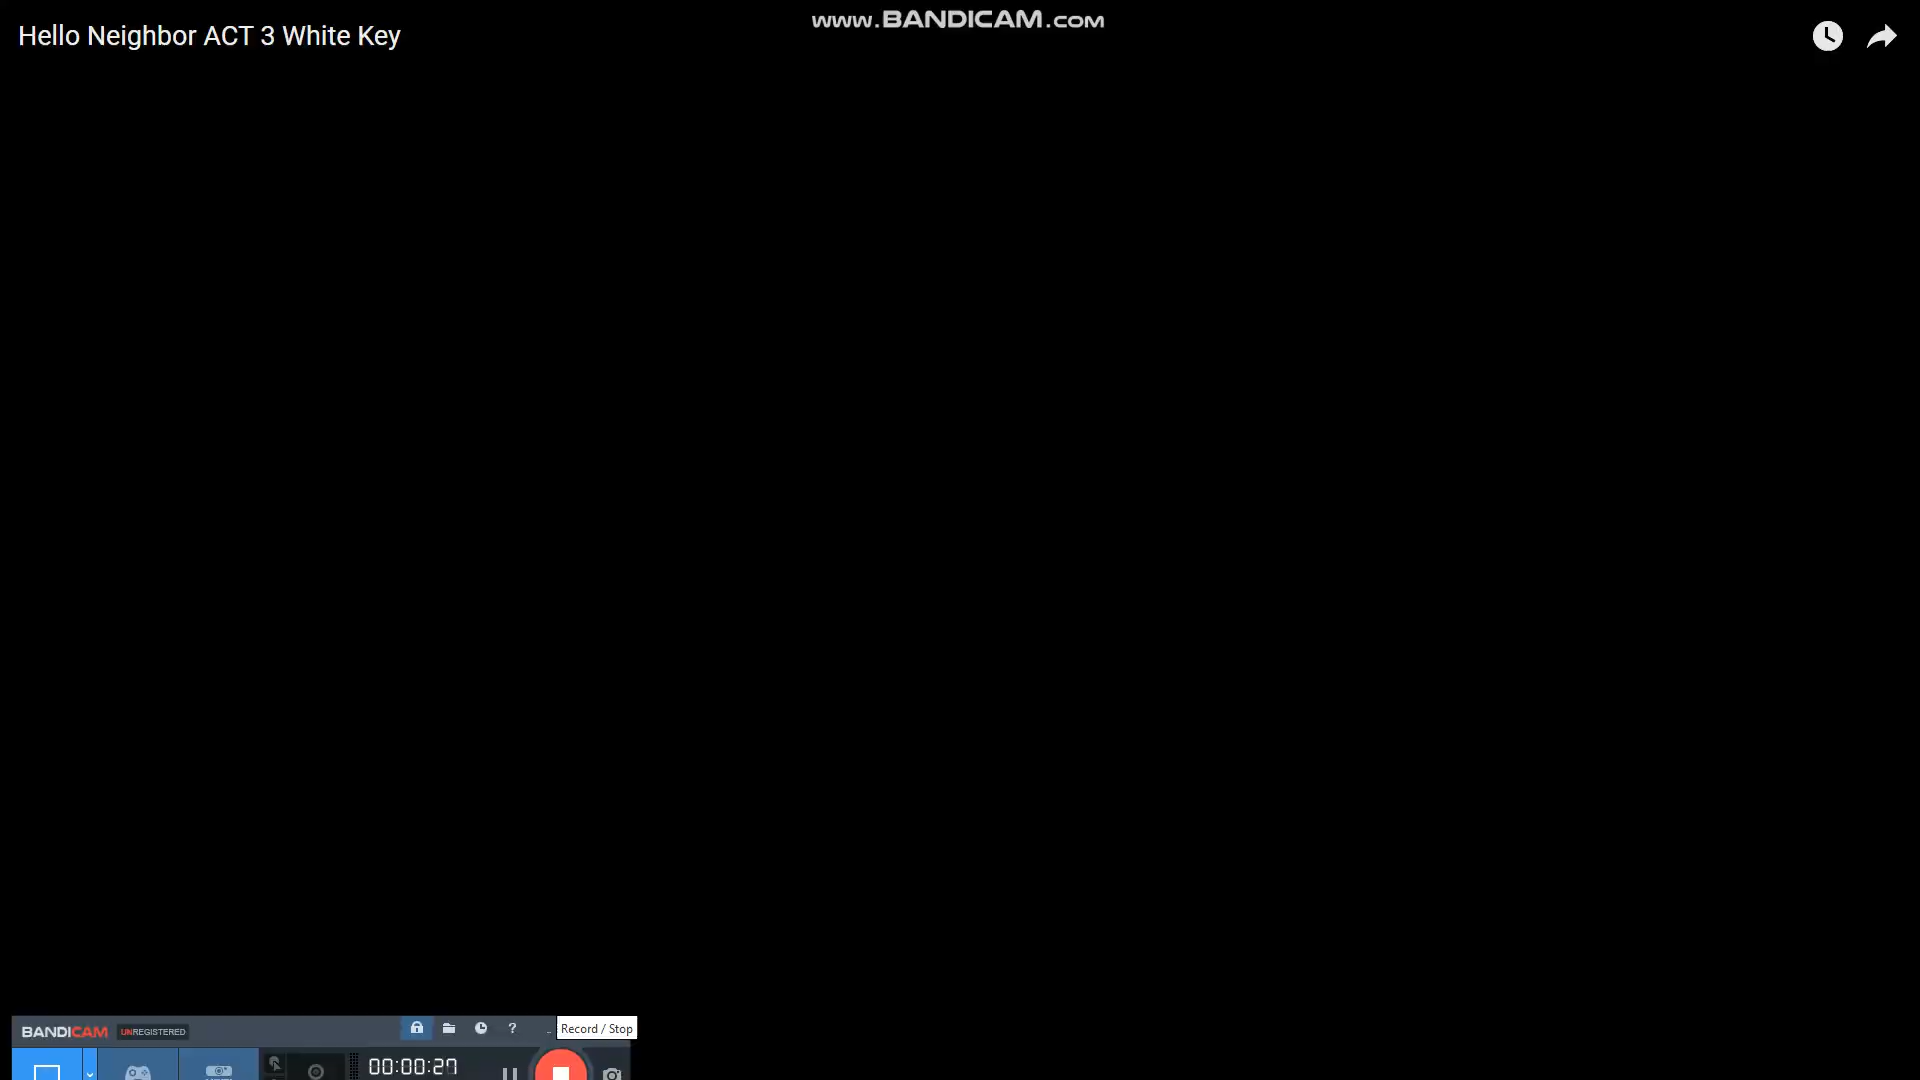 www.BANDICAM.com
Hello Neighbor ACT 3 White Key
BANDICAM UNREGISTERED
?
Record / Stop
00:00:27